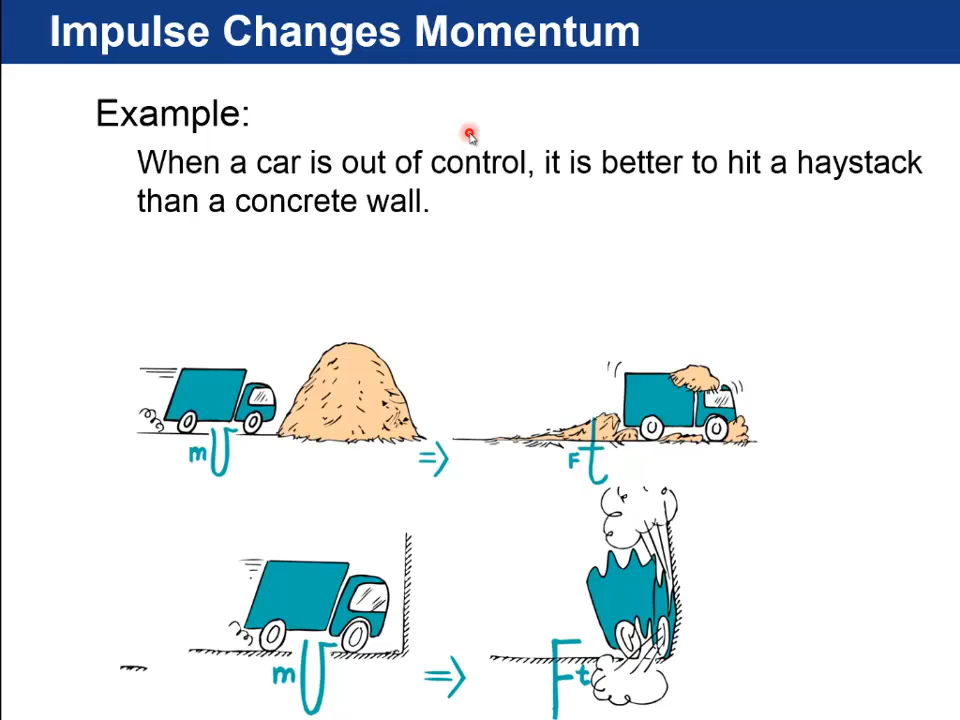 Impulse Changes Momentum
Example:
When a car is out of control, it is better to hit a haystack
than a concrete wall.
mv ⇒ Ft
mv ⇒ Ft